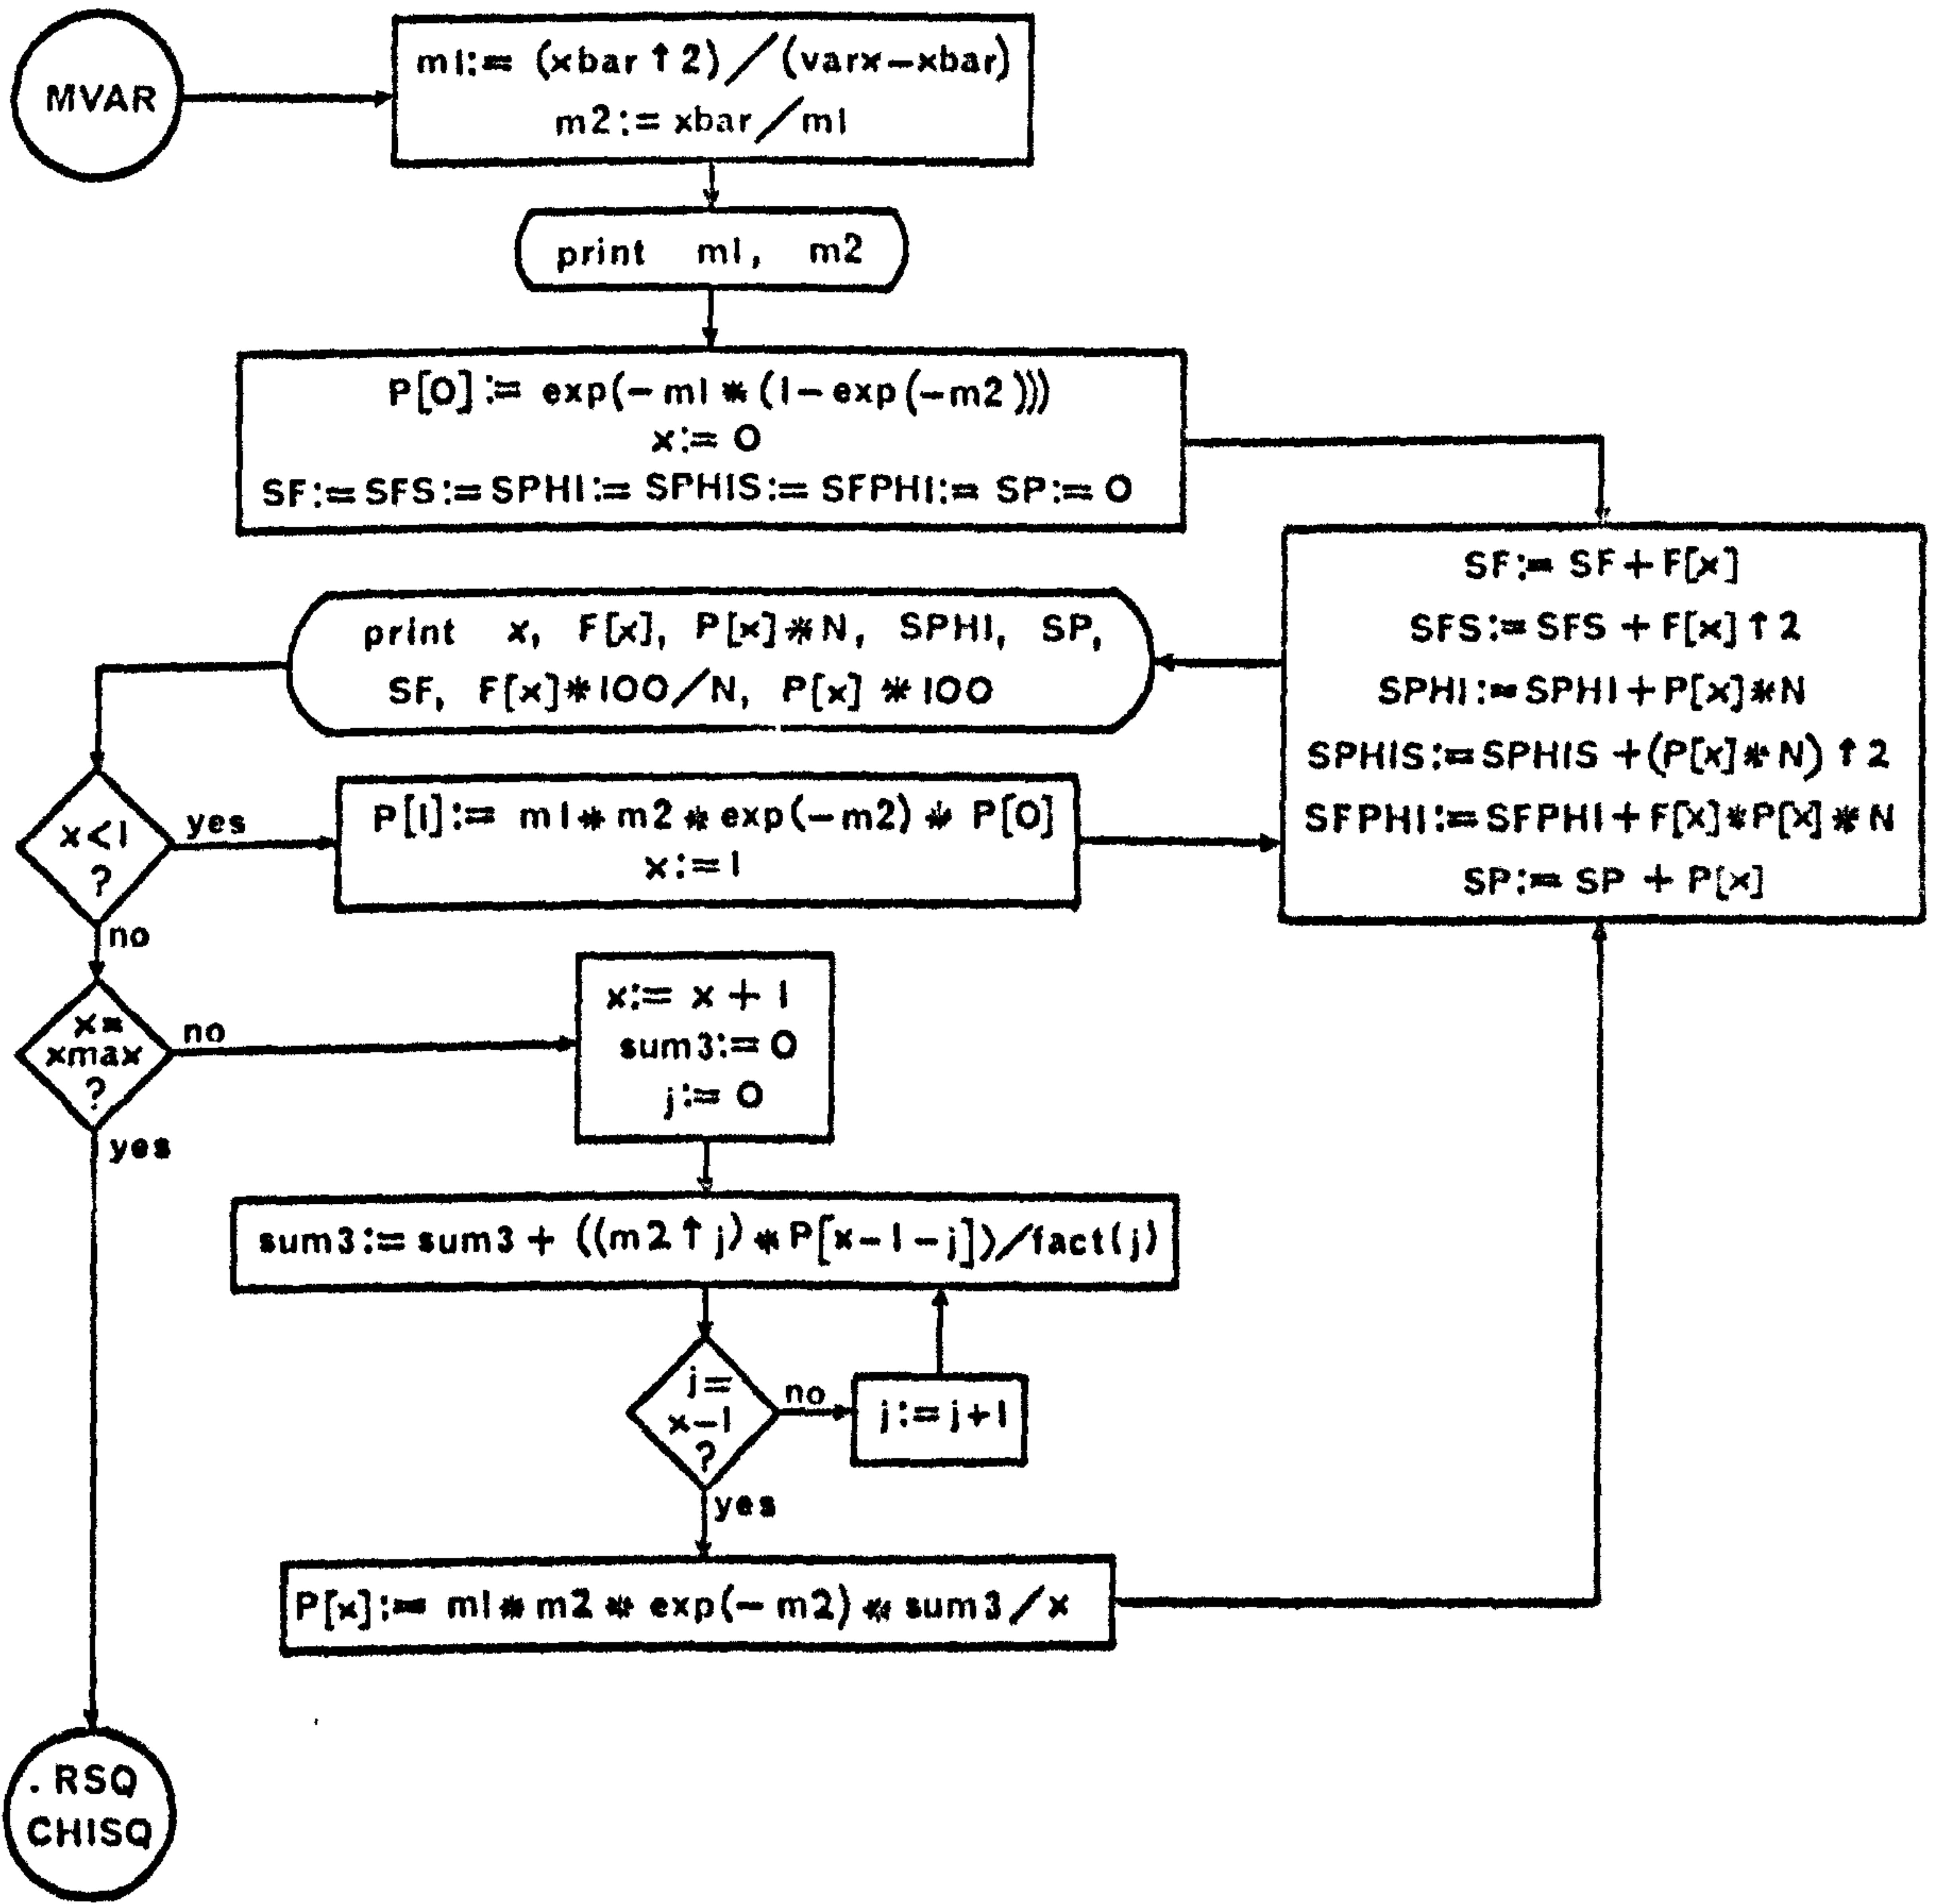 MVAR
m1:= (xbar↑2)/(varx-xbar)
m2:= xbar/m1
print m1, m2
P[0]:= exp(-m1*(1-exp(-m2)))
x:= 0
SF:= SFS:= SPHI:= SPHIS:= SFPHI:= SP:= 0
SF:= SF + F[x]
SFS:= SFS + F[x]↑2
SPHI:= SPHI + P[x]*N
SPHIS:= SPHIS + (P[x]*N)↑2
SFPHI:= SFPHI + F[x]*P[x]*N
SP:= SP + P[x]
print x, F[x], P[x]*N, SPHI, SP,
SF, F[x]*100/N, P[x] *100
x<1
?
yes
no
P[1]:= m1*m2*exp(-m2)* P[0]
x:=1
x=
xmax
?
no
yes
x:= x + 1
sum3:= 0
j:= 0
sum3:= sum3 + ((m2↑j)*P[x-1-j])/fact(j)
j=
x-1
?
no
j:=j+1
yes
P[x]:= m1*m2*exp(-m2)*sum3/x
. RSQ
CHISQ